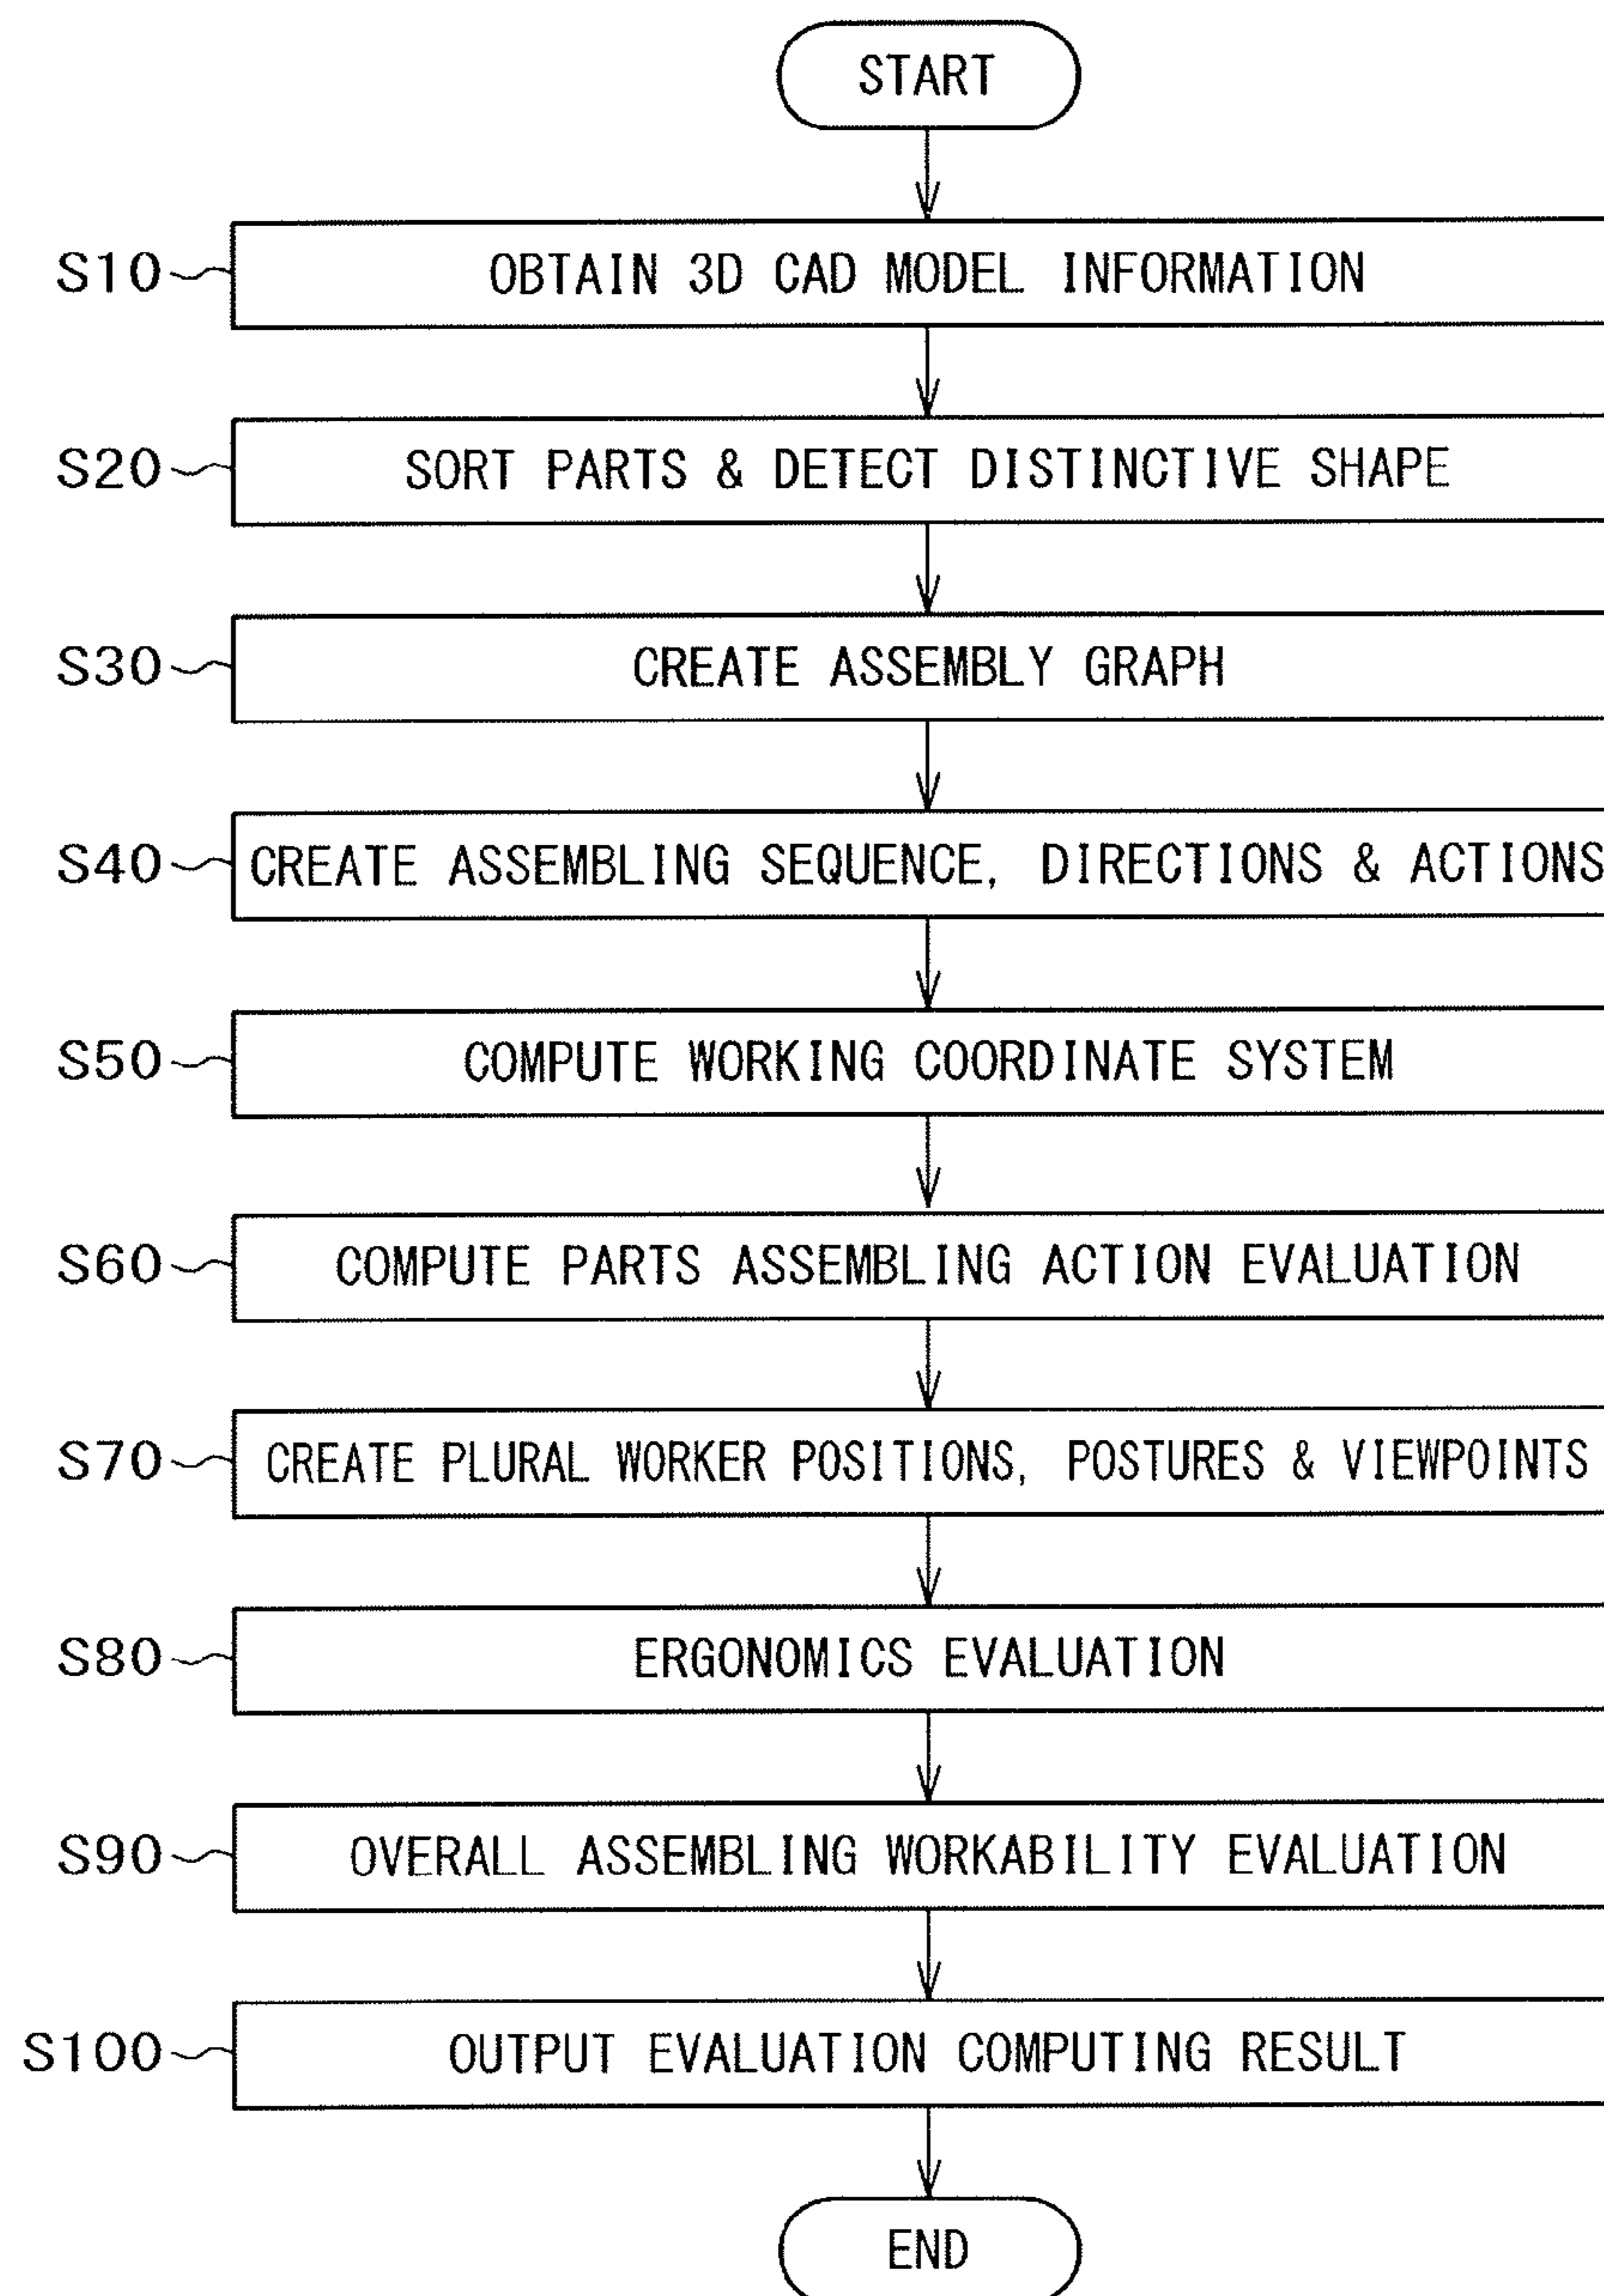 START
S10 OBTAIN 3D CAD MODEL INFORMATION
S20 SORT PARTS & DETECT DISTINCTIVE SHAPE
S30 CREATE ASSEMBLY GRAPH
S40 CREATE ASSEMBLING SEQUENCE, DIRECTIONS & ACTIONS
S50 COMPUTE WORKING COORDINATE SYSTEM
S60 COMPUTE PARTS ASSEMBLING ACTION EVALUATION
S70 CREATE PLURAL WORKER POSITIONS, POSTURES & VIEWPOINTS
S80 ERGONOMICS EVALUATION
S90 OVERALL ASSEMBLING WORKABILITY EVALUATION
S100 OUTPUT EVALUATION COMPUTING RESULT
END